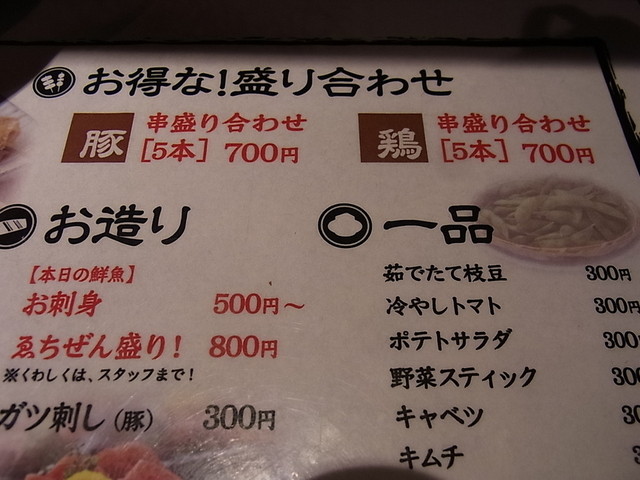 お得な!盛り合わせ
豚 串盛り合わせ
[5本] 700円
鶏 串盛り合わせ
[5本] 700円
お造り
【本日の鮮魚】
お刺身 500円～
ゑちぜん盛り! 800円
※くわしくは、スタッフまで!
ガツ刺し(豚) 300円
一品
茹でたて枝豆 300円
冷やしトマト 300円
ポテトサラダ 300
野菜スティック 30
キャベツ 3
キムチ